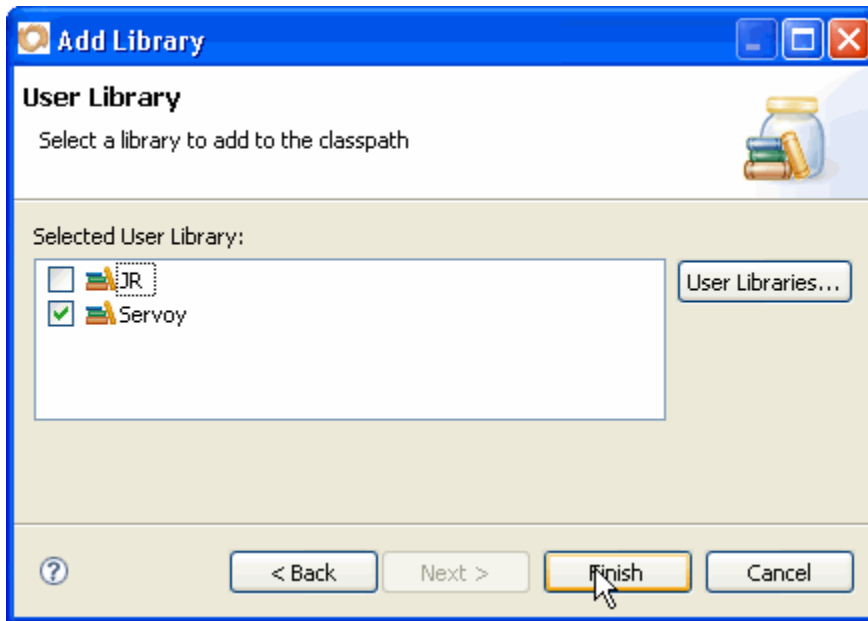 Add Library
User Library
Select a library to add to the classpath
Selected User Library:
JR
User Libraries...
Servoy
?
< Back Next > Finish Cancel